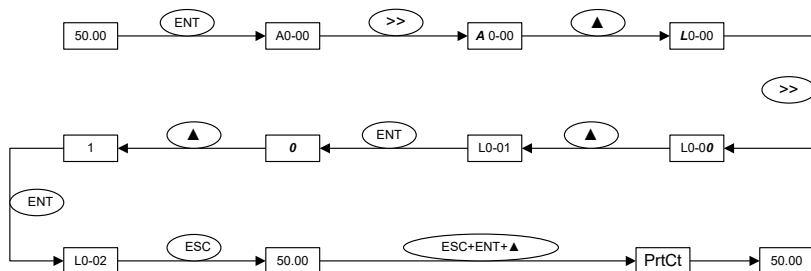 50.00 ENT A0-00 >> A 0-00 ▲ L0-00
>>
L0-00 ▲ L0-01 ENT 0 ▲ 1
ENT
L0-02 ESC 50.00 ESC+ENT+▲ PrtCt 50.00